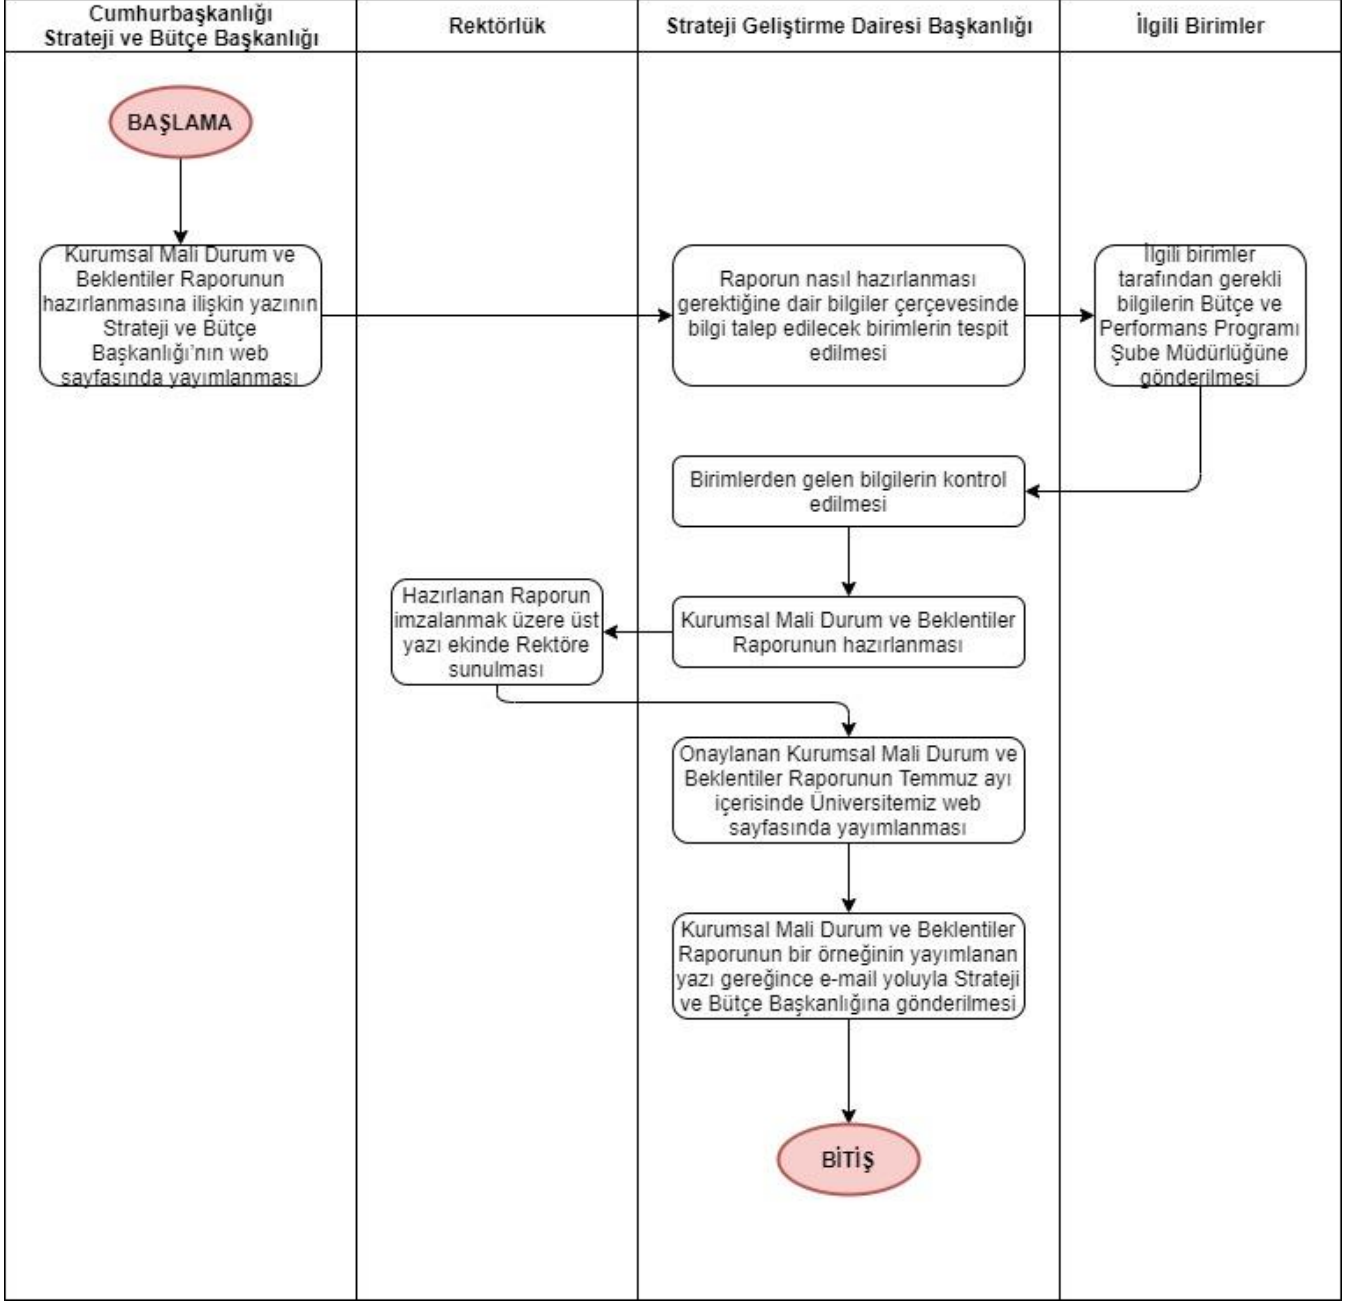 Cumhurbaşkanlığı
Strateji ve Bütçe Başkanlığı
Rektörlük
Strateji Geliştirme Dairesi Başkanlığı
İlgili Birimler
BAŞLAMA
Kurumsal Mali Durum ve
Beklentiler Raporunun
hazırlanmasına ilişkin yazının
Strateji ve Bütçe
Başkanlığı'nın web
sayfasında yayımlanması
Raporun nasıl hazırlanması
gerektiğine dair bilgiler çerçevesinde
bilgi talep edilecek birimlerin tespit
edilmesi
İlgili birimler
tarafından gerekli
bilgilerin Bütçe ve
Performans Programı
Şube Müdürlüğüne
gönderilmesi
Birimlerden gelen bilgilerin kontrol
edilmesi
Kurumsal Mali Durum ve Beklentiler
Raporunun hazırlanması
Hazırlanan Raporun
imzalanmak üzere üst
yazı ekinde Rektöre
sunulması
Onaylanan Kurumsal Mali Durum ve
Beklentiler Raporunun Temmuz ayı
içerisinde Üniversitemiz web
sayfasında yayımlanması
Kurumsal Mali Durum ve Beklentiler
Raporunun bir örneğinin yayımlanan
yazı gereğince e-mail yoluyla Strateji
ve Bütçe Başkanlığına gönderilmesi
BİTİŞ